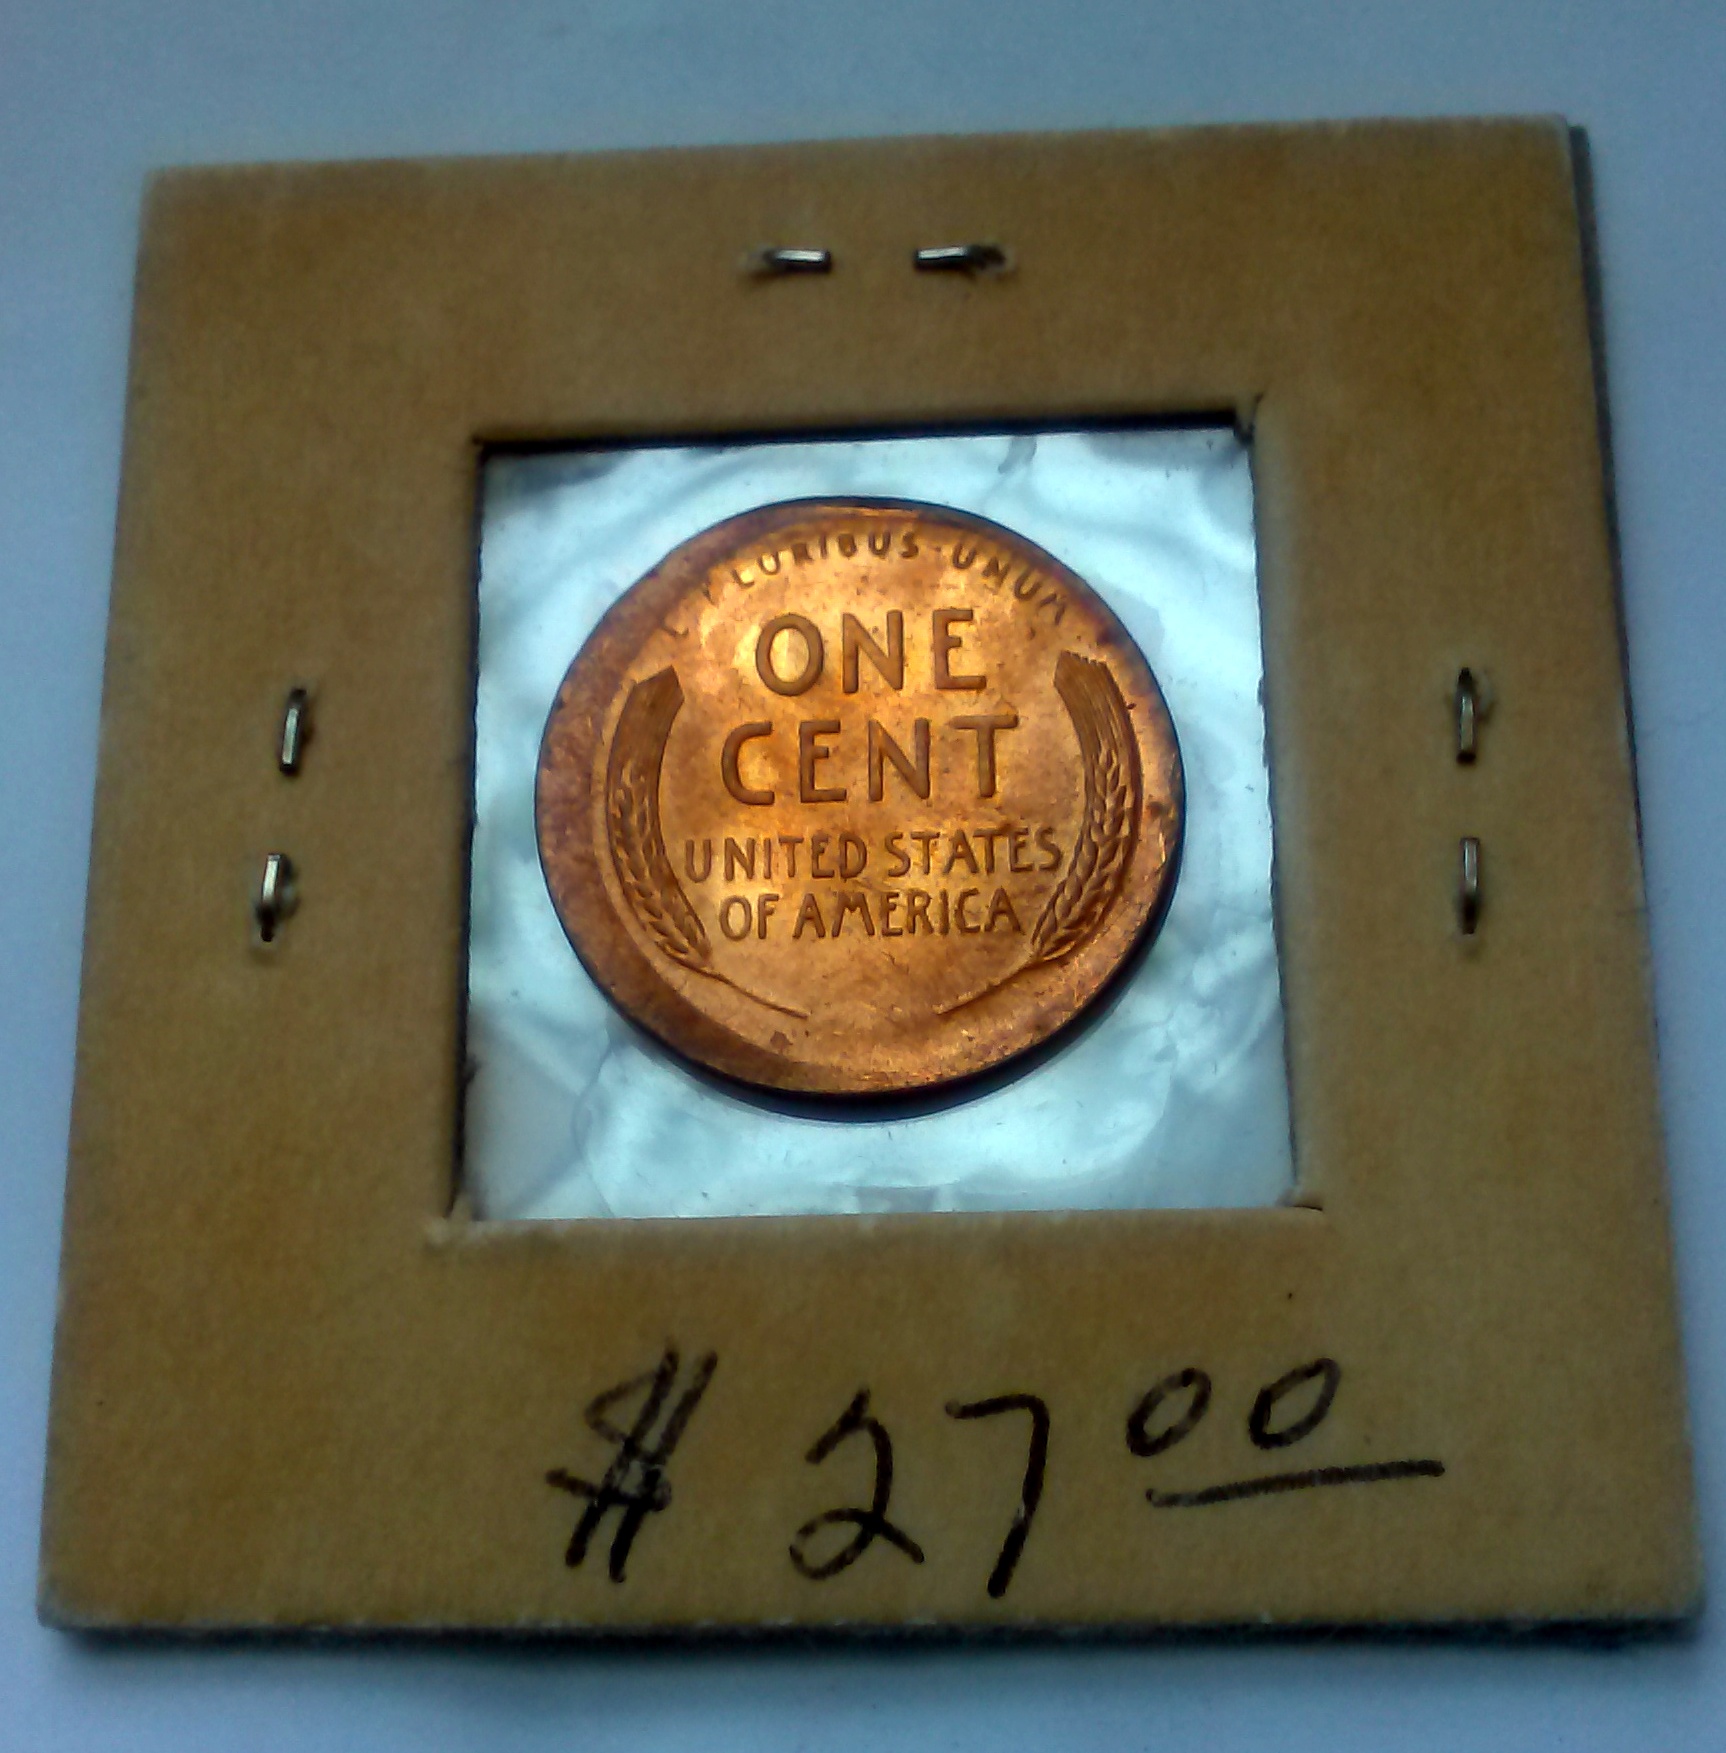 PLURIBUS · UNUM
ONE
CENT
UNITED STATES
OF AMERICA
$ 27 00